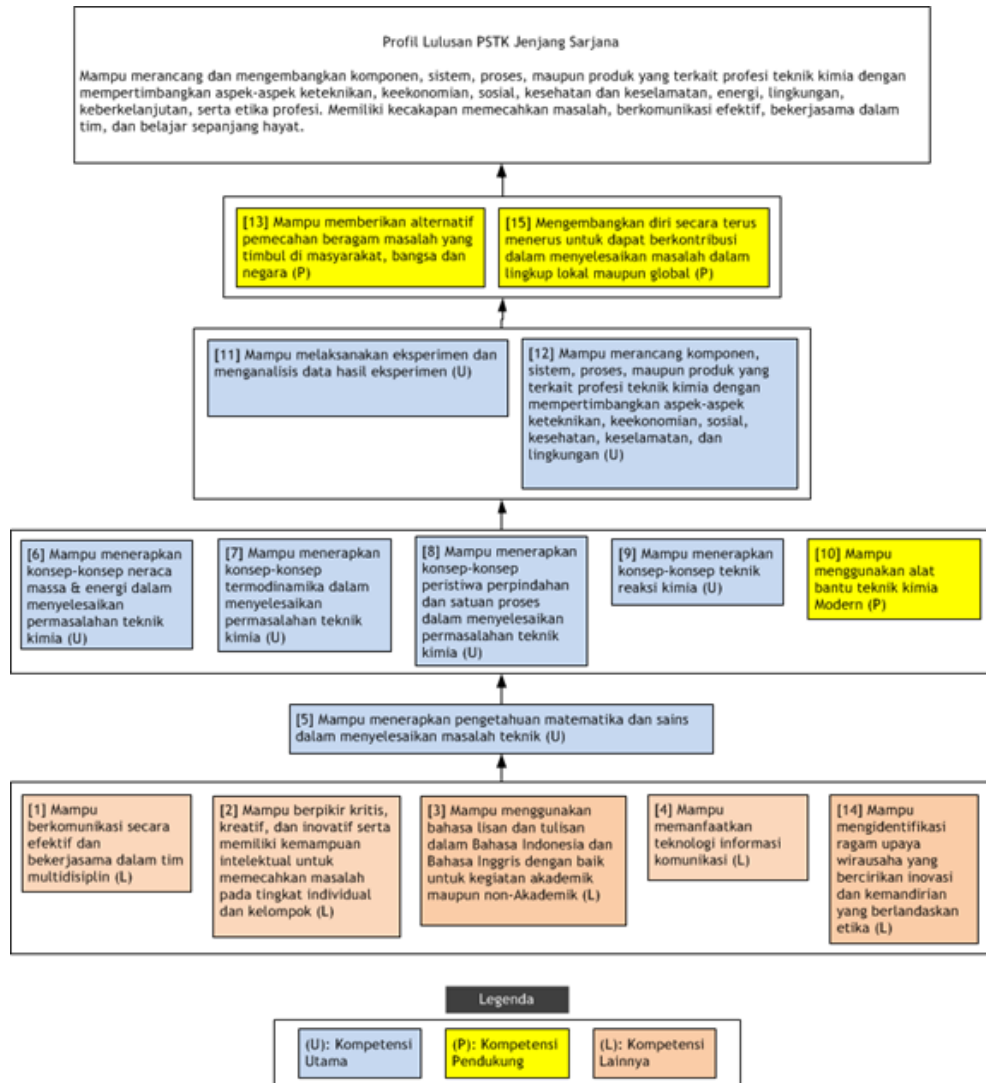 Profil Lulusan PSTK Jenjang Sarjana
Mampu merancang dan mengembangkan komponen, sistem, proses, maupun produk yang terkait profesi teknik kimia dengan
mempertimbangkan aspek-aspek keteknikan, keekonomian, sosial, kesehatan dan keselamatan, energi, lingkungan,
keberkelanjutan, serta etika profesi. Memiliki kecakapan memecahkan masalah, berkomunikasi efektif, bekerjasama dalam
tim, dan belajar sepanjang hayat.
[13] Mampu memberikan alternatif
pemecahan beragam masalah yang
timbul di masyarakat, bangsa dan
negara (P)
[15] Mengembangkan diri secara terus
menerus untuk dapat berkontribusi
dalam menyelesaikan masalah dalam
lingkup lokal maupun global (P)
[11] Mampu melaksanakan eksperimen dan
menganalisis data hasil eksperimen (U)
[12] Mampu merancang komponen,
sistem, proses, maupun produk yang
terkait profesi teknik kimia dengan
mempertimbangkan aspek-aspek
keteknikan, keekonomian, sosial,
kesehatan, keselamatan, dan
lingkungan (U)
[6] Mampu menerapkan
konsep-konsep neraca
massa & energi dalam
menyelesaikan
permasalahan teknik
kimia (U)
[7] Mampu menerapkan
konsep-konsep
termodinamika dalam
menyelesaikan
permasalahan teknik
kimia (U)
[8] Mampu menerapkan
konsep-konsep
peristiwa perpindahan
dan satuan proses
dalam menyelesaikan
permasalahan teknik
kimia (U)
[9] Mampu menerapkan
konsep-konsep teknik
reaksi kimia (U)
[10] Mampu
menggunakan alat
bantu teknik kimia
Modern (P)
[5] Mampu menerapkan pengetahuan matematika dan sains
dalam menyelesaikan masalah teknik (U)
[1] Mampu
berkomunikasi secara
efektif dan
bekerjasama dalam tim
multidisiplin (L)
[2] Mampu berpikir kritis,
kreatif, dan inovatif serta
memiliki kemampuan
intelektual untuk
memecahkan masalah
pada tingkat individual
dan kelompok (L)
[3] Mampu menggunakan
bahasa lisan dan tulisan
dalam Bahasa Indonesia dan
Bahasa Inggris dengan baik
untuk kegiatan akademik
maupun non-Akademik (L)
[4] Mampu
memanfaatkan
teknologi informasi
komunikasi (L)
[14] Mampu
mengidentifikasi
ragam upaya
wirausaha yang
bercirikan inovasi
dan kemandirian
yang berlandaskan
etika (L)
Legenda
(U): Kompetensi
Utama
(P): Kompetensi
Pendukung
(L): Kompetensi
Lainnya